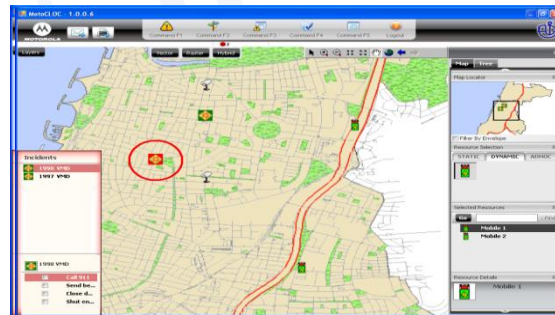 MotoCLDC - 1.0.0.6
MOTOROLA
Command F1
Command F2
Command F3
Command F4
Command F5
Logout
Layers
Vector
Raster
Hybrid
Map
Tree
Map Locator
Filter By Envelope
Resource Selection
STATIC
DYNAMIC
ADHOC
Incidents
1998 VMD
1997 VMD
Selected Resources
Mobile 1
Mobile 2
1998 VMD
Call 911
Send be...
Close d...
Shut en...
Resource Details
Mobile 1